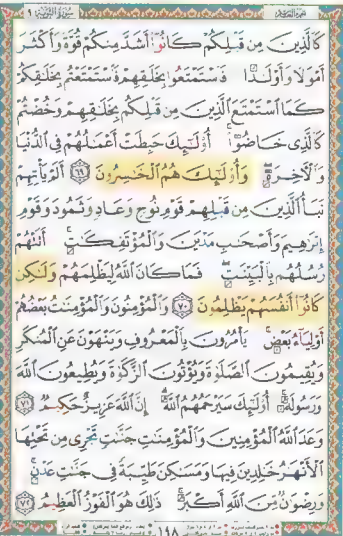 سورة التوبة ٩
كَالَّذِينَ مِن قَبْلِكُمْ كَانُوٓا۟ أَشَدَّ مِنكُمْ قُوَّةً وَأَكْثَرَ
أَمْوَٰلًا وَأَوْلَٰدًا فَٱسْتَمْتَعُوا۟ بِخَلَٰقِهِمْ فَٱسْتَمْتَعْتُم بِخَلَٰقِكُمْ
كَمَا ٱسْتَمْتَعَ ٱلَّذِينَ مِن قَبْلِكُم بِخَلَٰقِهِمْ وَخُضْتُمْ
كَٱلَّذِى خَاضُوٓا۟ أُو۟لَٰٓئِكَ حَبِطَتْ أَعْمَٰلُهُمْ فِى ٱلدُّنْيَا
وَٱلْءَاخِرَةِ وَأُو۟لَٰٓئِكَ هُمُ ٱلْخَٰسِرُونَ ٦٩ أَلَمْ يَأْتِهِمْ
نَبَأُ ٱلَّذِينَ مِن قَبْلِهِمْ قَوْمِ نُوحٍ وَعَادٍ وَثَمُودَ وَقَوْمِ
إِبْرَٰهِيمَ وَأَصْحَٰبِ مَدْيَنَ وَٱلْمُؤْتَفِكَٰتِ أَتَتْهُمْ
رُسُلُهُم بِٱلْبَيِّنَٰتِ فَمَا كَانَ ٱللَّهُ لِيَظْلِمَهُمْ وَلَٰكِن
كَانُوٓا۟ أَنفُسَهُمْ يَظْلِمُونَ ٧٠ وَٱلْمُؤْمِنُونَ وَٱلْمُؤْمِنَٰتُ بَعْضُهُمْ
أَوْلِيَآءُ بَعْضٍ يَأْمُرُونَ بِٱلْمَعْرُوفِ وَيَنْهَوْنَ عَنِ ٱلْمُنكَرِ
وَيُقِيمُونَ ٱلصَّلَوٰةَ وَيُؤْتُونَ ٱلزَّكَوٰةَ وَيُطِيعُونَ ٱللَّهَ
وَرَسُولَهُۥٓ أُو۟لَٰٓئِكَ سَيَرْحَمُهُمُ ٱللَّهُ إِنَّ ٱللَّهَ عَزِيزٌ حَكِيمٌ ٧١
وَعَدَ ٱللَّهُ ٱلْمُؤْمِنِينَ وَٱلْمُؤْمِنَٰتِ جَنَّٰتٍ تَجْرِى مِن تَحْتِهَا
ٱلْأَنْهَٰرُ خَٰلِدِينَ فِيهَا وَمَسَٰكِنَ طَيِّبَةً فِى جَنَّٰتِ عَدْنٍ
وَرِضْوَٰنٌ مِّنَ ٱللَّهِ أَكْبَرُ ذَٰلِكَ هُوَ ٱلْفَوْزُ ٱلْعَظِيمُ ٧٢
١٩٨